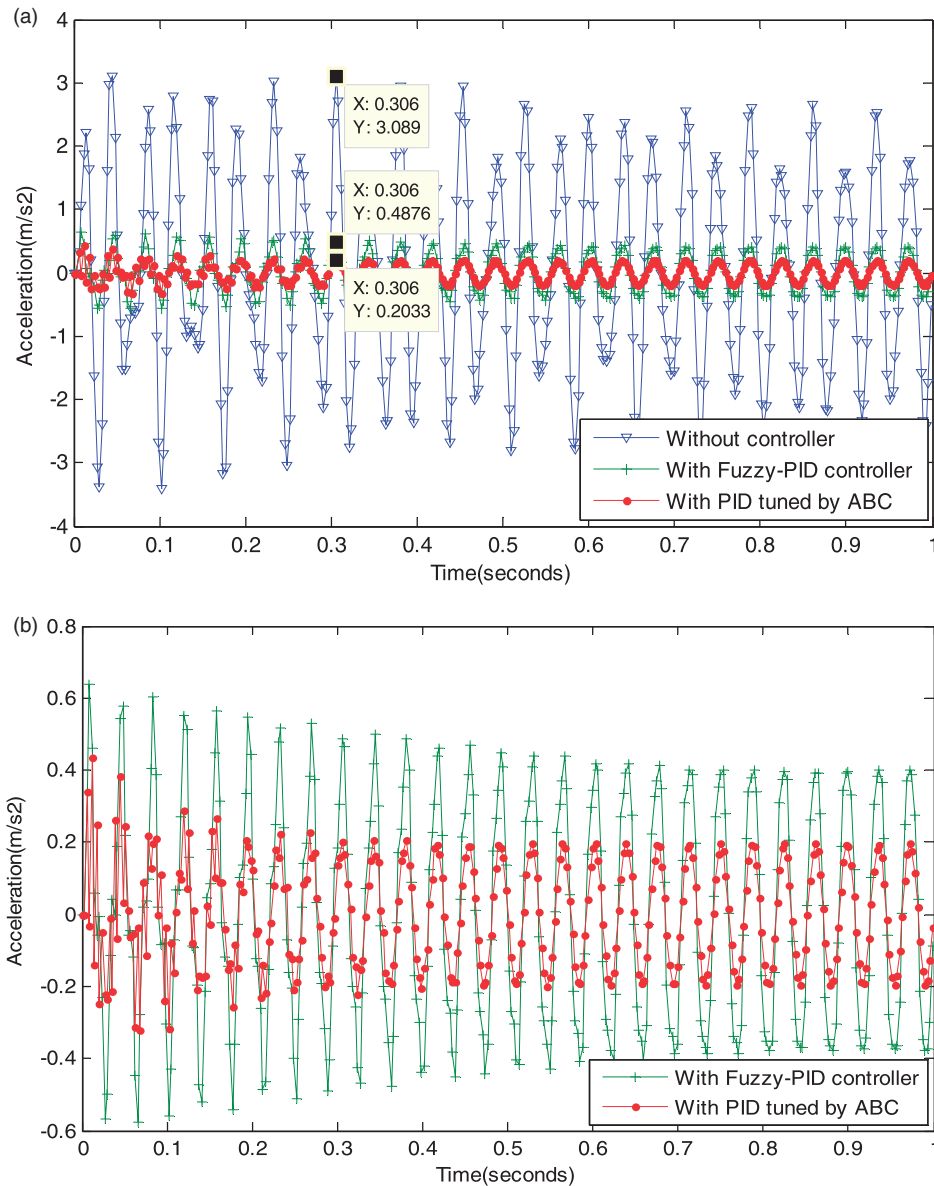 (a)
4
3
2
1
0
-1
-2
-3
-4
Acceleration(m/s2)
X: 0.306
Y: 3.089
X: 0.306
Y: 0.4876
X: 0.306
Y: 0.2033
Without controller
With Fuzzy-PID controller
With PID tuned by ABC
0 0.1 0.2 0.3 0.4 0.5 0.6 0.7 0.8 0.9 1
Time(seconds)
(b)
0.8
0.6
0.4
0.2
0
-0.2
-0.4
-0.6
Acceleration(m/s2)
With Fuzzy-PID controller
With PID tuned by ABC
0 0.1 0.2 0.3 0.4 0.5 0.6 0.7 0.8 0.9 1
Time(seconds)